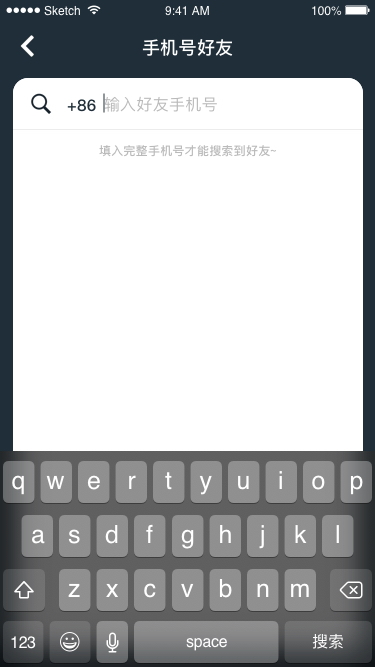 Sketch 9:41 AM 100%
手机号好友
+86 输入好友手机号
填入完整手机号才能搜索到好友~
q w e r t y u i o p
a s d f g h j k l
z x c v b n m
123 space 搜索